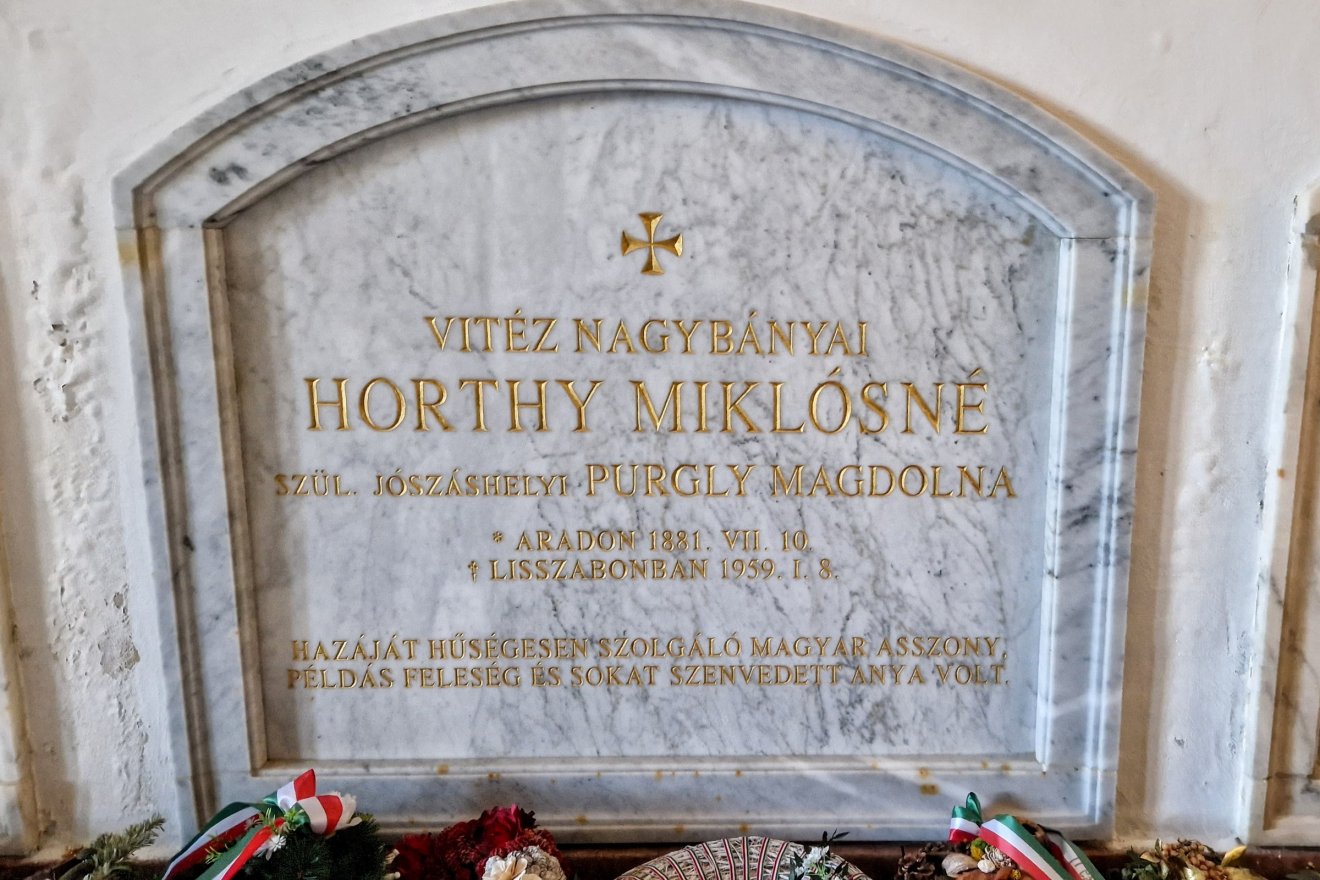 VITÉZ NAGYBÁNYAI
HORTHY MIKLÓSNÉ
SZÜL. JÓSZÁSHELYI PURGLY MAGDOLNA
* ARADON 1881. VII. 10.
† LISSZABONBAN 1959. I. 8.
HAZÁJÁT HŰSÉGESEN SZOLGÁLÓ MAGYAR ASSZONY,
PÉLDÁS FELESÉG ÉS SOKAT SZENVEDETT ANYA VOLT.